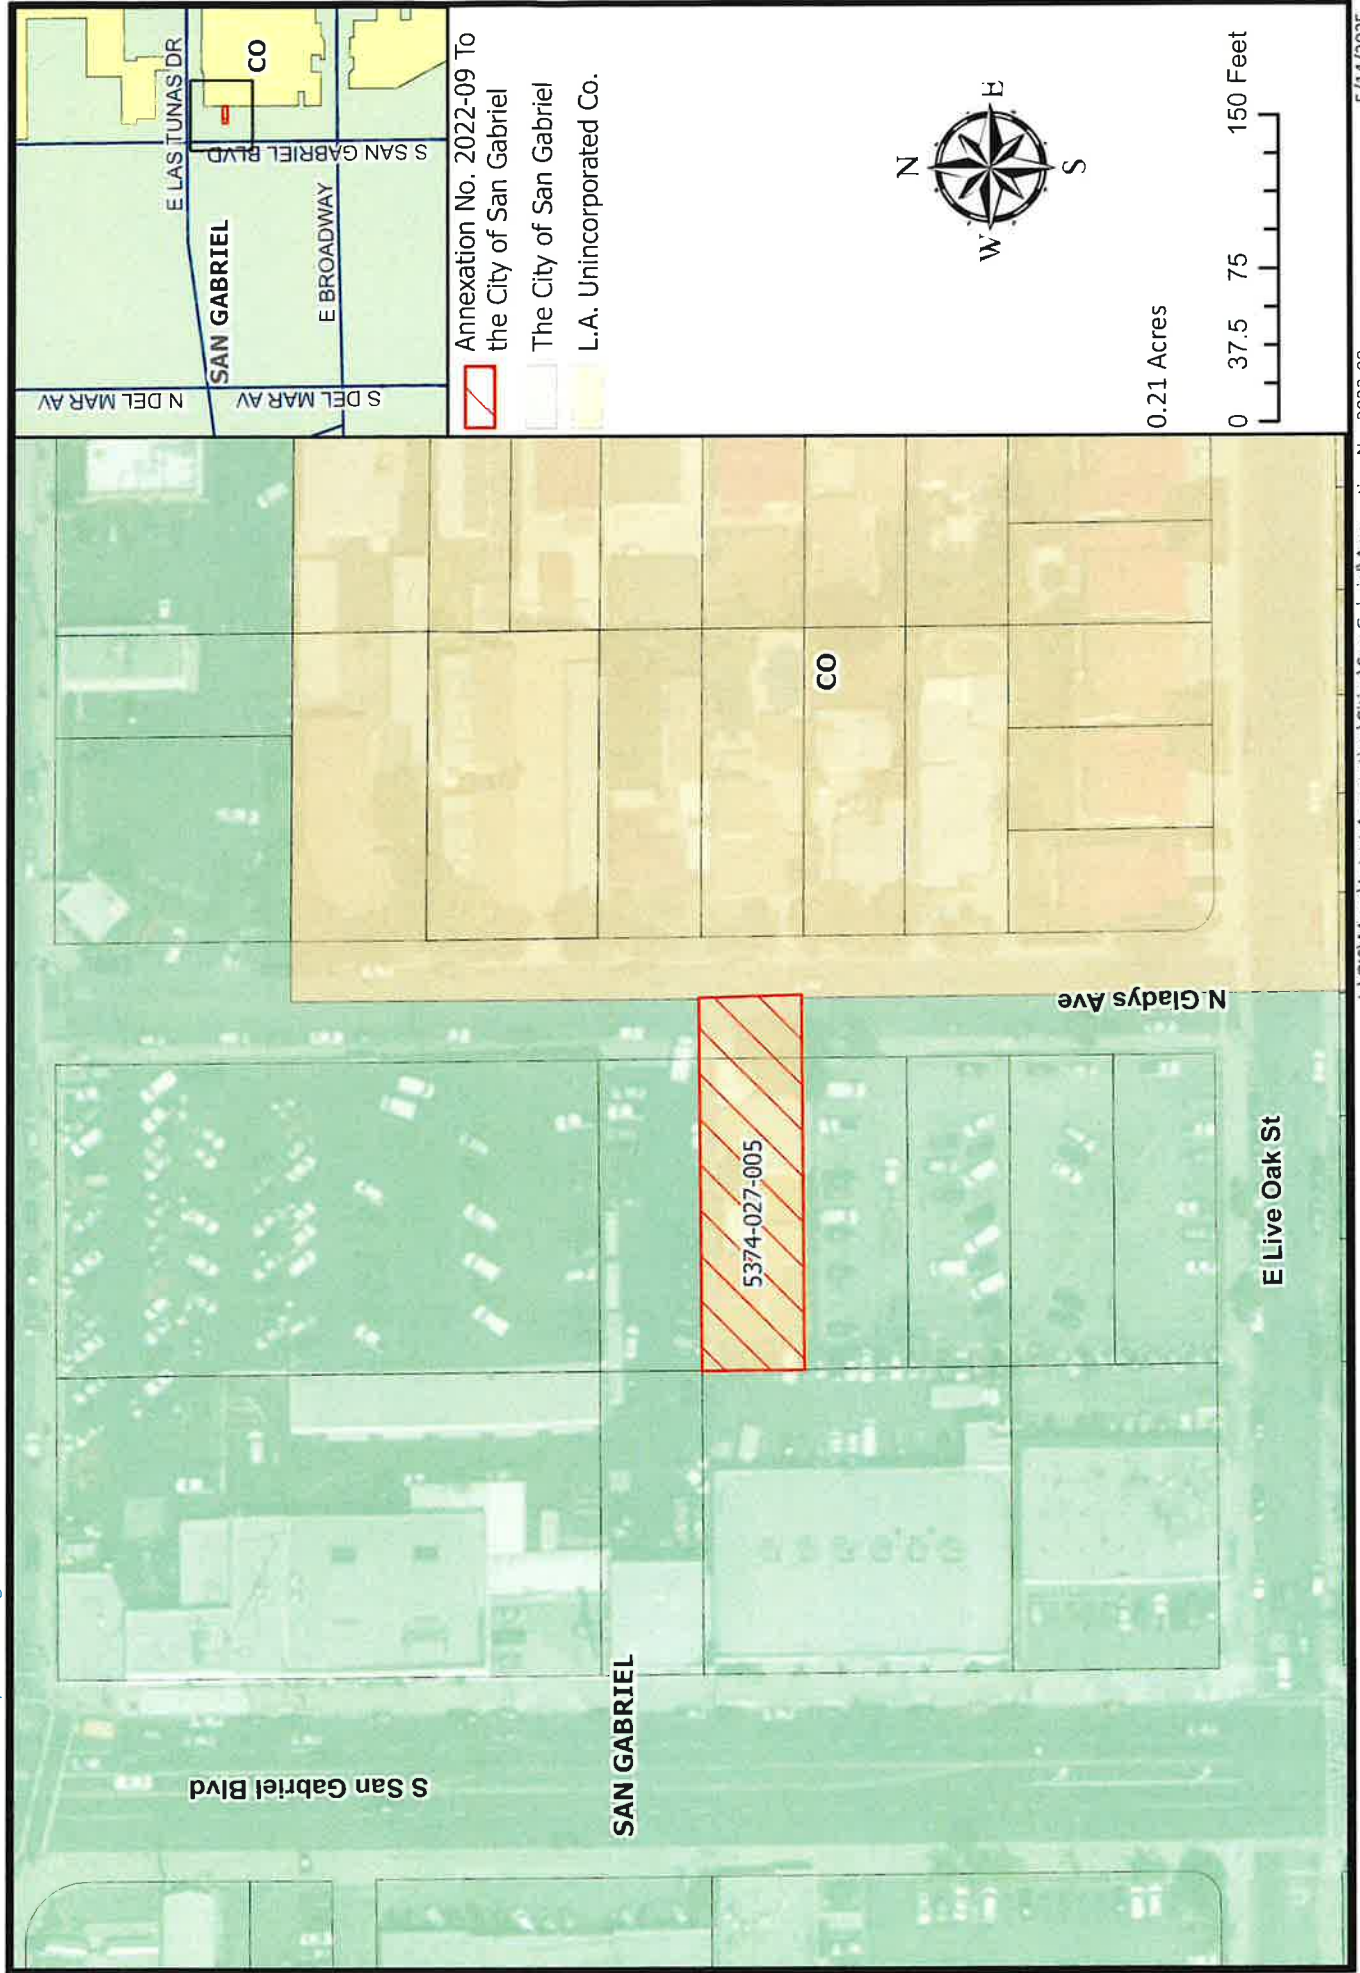 E LAS TUNAS DR
CO
S SAN GABRIEL BLVD
SAN GABRIEL
E BROADWAY
N DEL MAR AV
S DEL MAR AV
Annexation No. 2022-09 To
the City of San Gabriel
The City of San Gabriel
L.A. Unincorporated Co.
N
W
E
S
0.21 Acres
0 37.5 75 150 Feet
CO
N Gladys Ave
5374-027-005
E Live Oak St
SAN GABRIEL
S San Gabriel Blvd